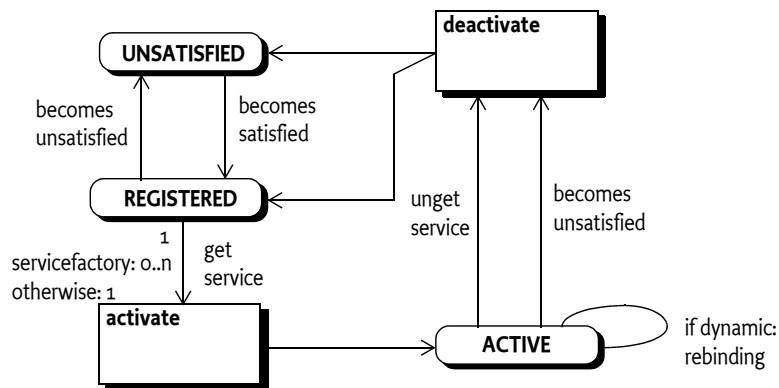 deactivate
UNSATISFIED
becomes
unsatisfied
becomes
satisfied
REGISTERED
unget
service
becomes
unsatisfied
1
servicefactory: 0..n
otherwise: 1
get
service
activate
ACTIVE
if dynamic:
rebinding